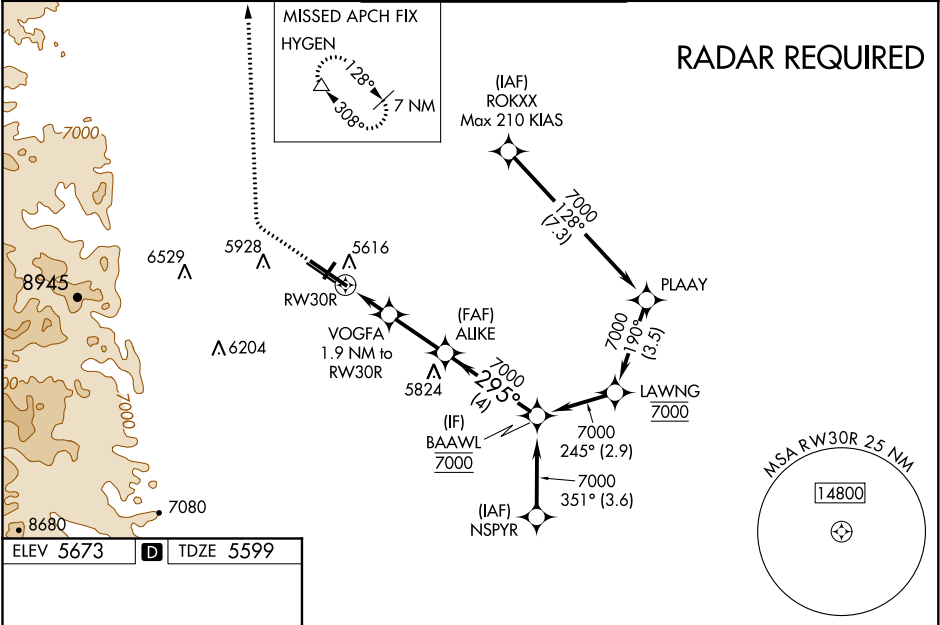 MISSED APCH FIX
HYGEN
128°
308°
7 NM
RADAR REQUIRED
(IAF)
ROKXX
Max 210 KIAS
7000
128°
(7.3)
7000
6529
5928
5616
8945
RW30R
PLAAY
VOGFA
1.9 NM to
RW30R
(FAF)
ALIKE
7000
190°
(3.5)
6204
5824
7000
295°
(4)
LAWNG
7000
(IF)
BAAWL
7000
7000
245° (2.9)
00
7000
7000
351° (3.6)
(IAF)
NSPYR
MSA RW30R 25 NM
14800
7080
8680
ELEV 5673
D
TDZE 5599